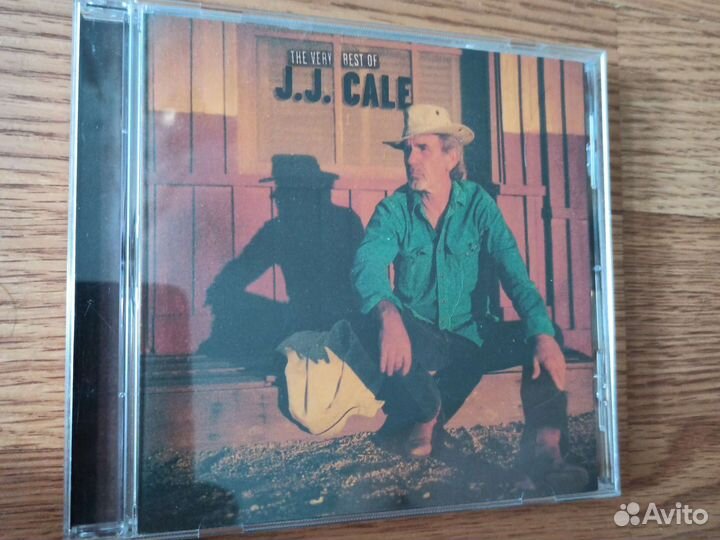 THE VERY BEST OF
J.J. CALE
Avito